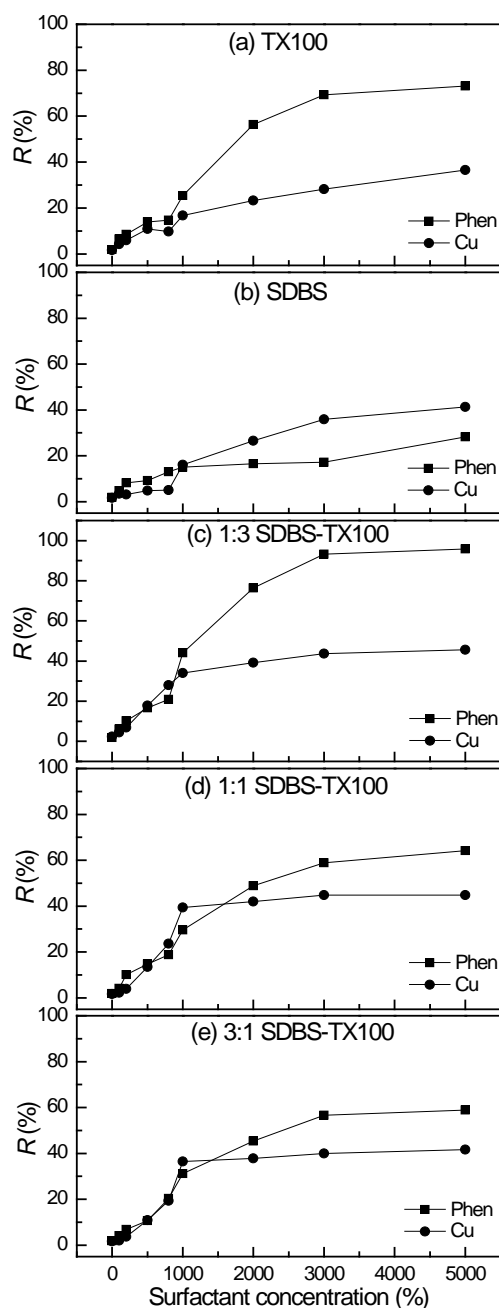 (a) TX100
100
80
60
40
20
0
R (%)
Phen
Cu
(b) SDBS
100
80
60
40
20
0
R (%)
Phen
Cu
(c) 1:3 SDBS-TX100
100
80
60
40
20
0
R (%)
Phen
Cu
(d) 1:1 SDBS-TX100
100
80
60
40
20
0
R (%)
Phen
Cu
(e) 3:1 SDBS-TX100
100
80
60
40
20
0
R (%)
Phen
Cu
0 1000 2000 3000 4000 5000
Surfactant concentration (%)